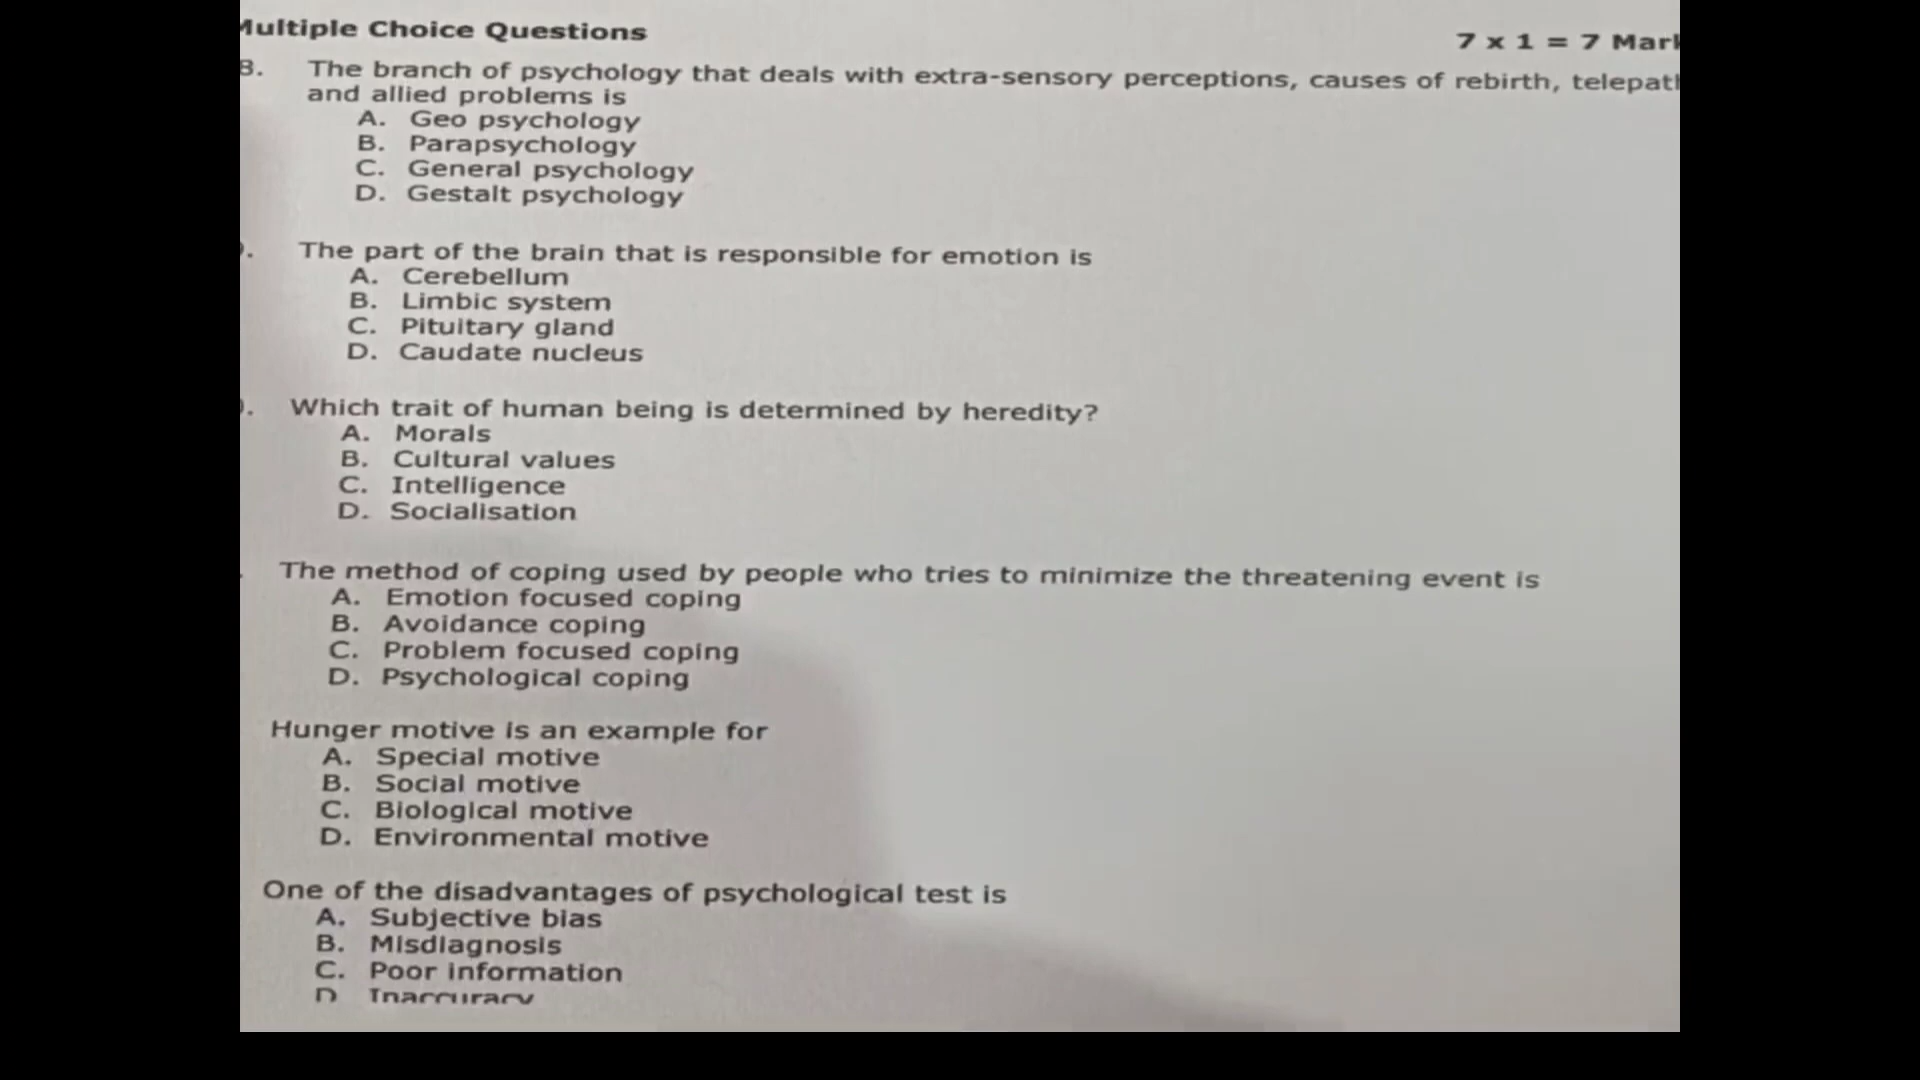 Multiple Choice Questions
7 x 1 = 7 Mark
8. The branch of psychology that deals with extra-sensory perceptions, causes of rebirth, telepath
and allied problems is
A. Geo psychology
B. Parapsychology
C. General psychology
D. Gestalt psychology
. The part of the brain that is responsible for emotion is
A. Cerebellum
B. Limbic system
C. Pituitary gland
D. Caudate nucleus
. Which trait of human being is determined by heredity?
A. Morals
B. Cultural values
C. Intelligence
D. Socialisation
. The method of coping used by people who tries to minimize the threatening event is
A. Emotion focused coping
B. Avoidance coping
C. Problem focused coping
D. Psychological coping
Hunger motive is an example for
A. Special motive
B. Social motive
C. Biological motive
D. Environmental motive
One of the disadvantages of psychological test is
A. Subjective bias
B. Misdiagnosis
C. Poor information
D Inaccuracy